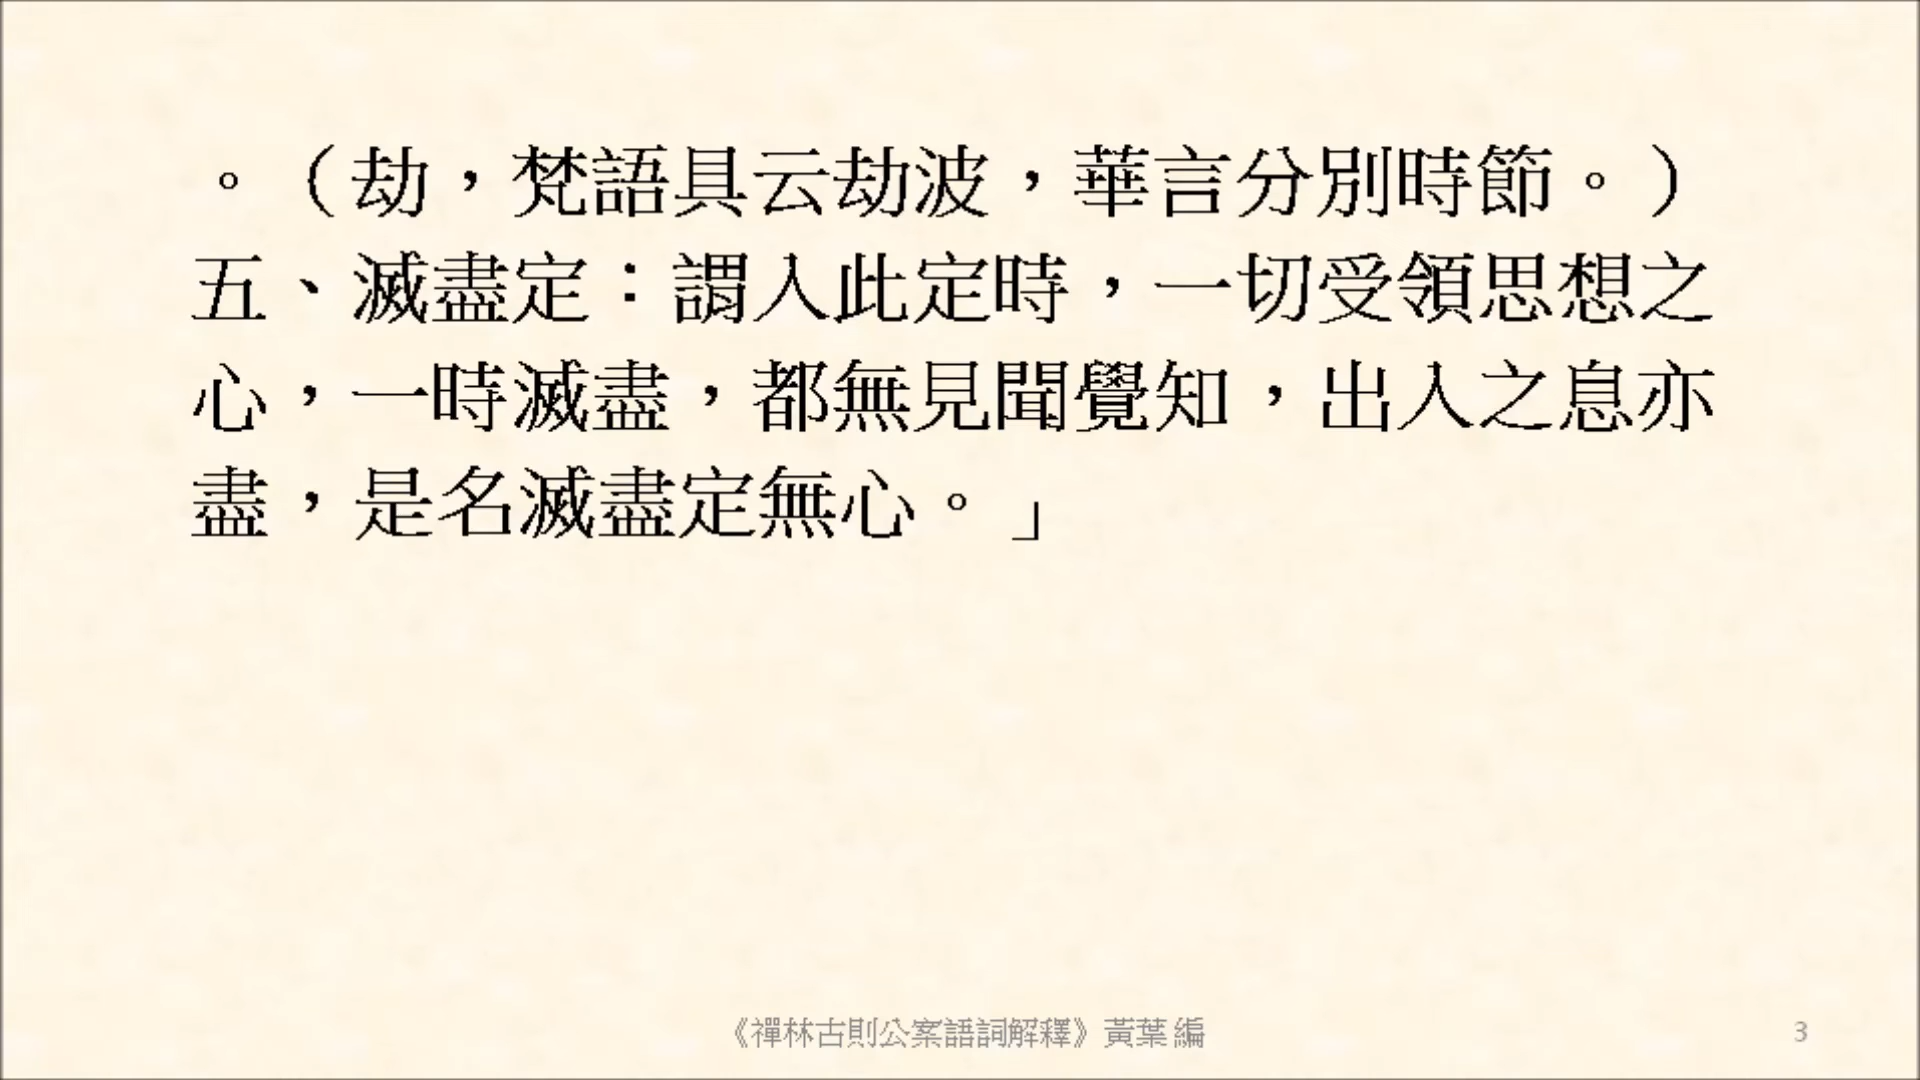 。（劫，梵語具云劫波，華言分別時節。）
五、滅盡定：謂入此定時，一切受領思想之
心，一時滅盡，都無見聞覺知，出入之息亦
盡，是名滅盡定無心。」
《禪林古則公案語詞解釋》黃葉 編
3